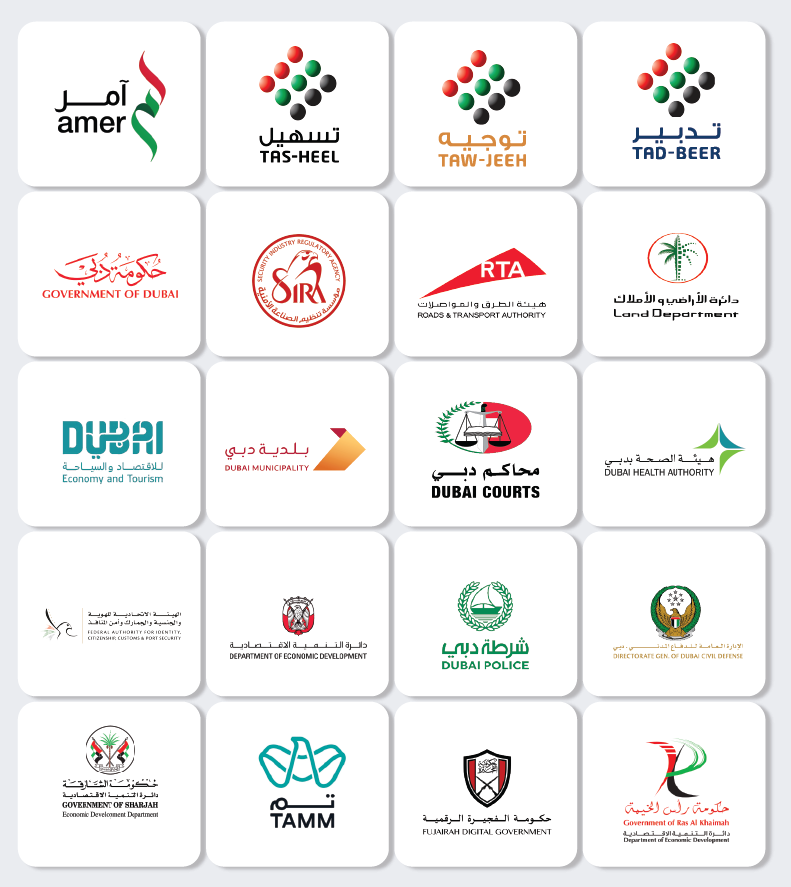 آمر
amer
تسهيل
TAS-HEEL
توجيه
TAW-JEEH
تدبير
TAD-BEER
حكومة دبي
GOVERNMENT OF DUBAI
SECURITY INDUSTRY REGULATORY AGENCY
SIRA
مؤسسة تنظيم الصناعة الأمنية
RTA
هيئة الطرق والمواصلات
ROADS & TRANSPORT AUTHORITY
دائرة الأراضي والأملاك
Land Department
DUBAI
للاقتصاد والسياحة
Economy and Tourism
بلدية دبي
DUBAI MUNICIPALITY
محاكم دبي
DUBAI COURTS
هيئة الصحة بدبي
DUBAI HEALTH AUTHORITY
الهيئة الاتحادية للهوية
والجنسية والجمارك وأمن المنافذ
FEDERAL AUTHORITY FOR IDENTITY,
CITIZENSHIP, CUSTOMS & PORT SECURITY
دائرة التنمية الاقتصادية
DEPARTMENT OF ECONOMIC DEVELOPMENT
شرطة دبي
DUBAI POLICE
الإدارة العامة للدفاع المدني - دبي
DIRECTORATE GEN. OF DUBAI CIVIL DEFENSE
حكومة الشارقة
دائرة التنمية الاقتصادية
GOVERNMENT OF SHARJAH
Economic Development Department
تم
TAMM
حكومة الفجيرة الرقمية
FUJAIRAH DIGITAL GOVERNMENT
حكومة رأس الخيمة
Government of Ras Al Khaimah
دائرة التنمية الاقتصادية
Department of Economic Development